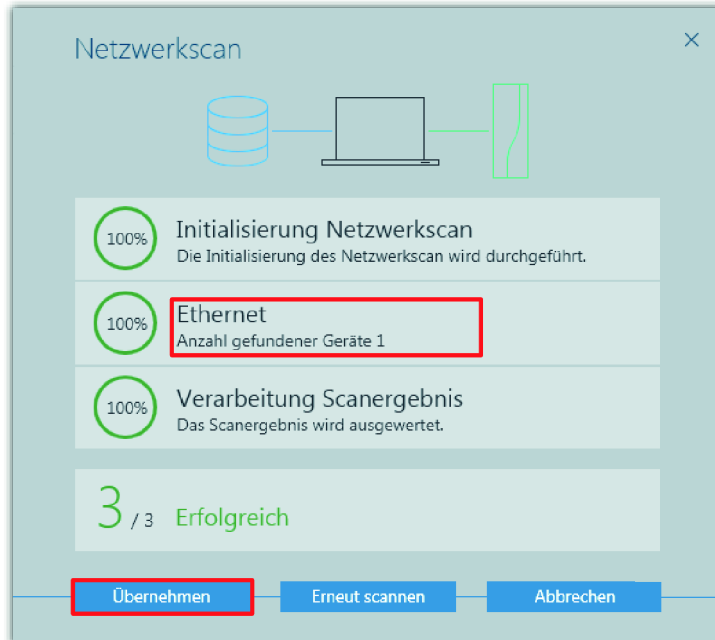 Netzwerkscan
100%
Initialisierung Netzwerkscan
Die Initialisierung des Netzwerkscan wird durchgeführt.
100%
Ethernet
Anzahl gefundener Geräte 1
100%
Verarbeitung Scanergebnis
Das Scanergebnis wird ausgewertet.
3 / 3 Erfolgreich
Übernehmen Erneut scannen Abbrechen